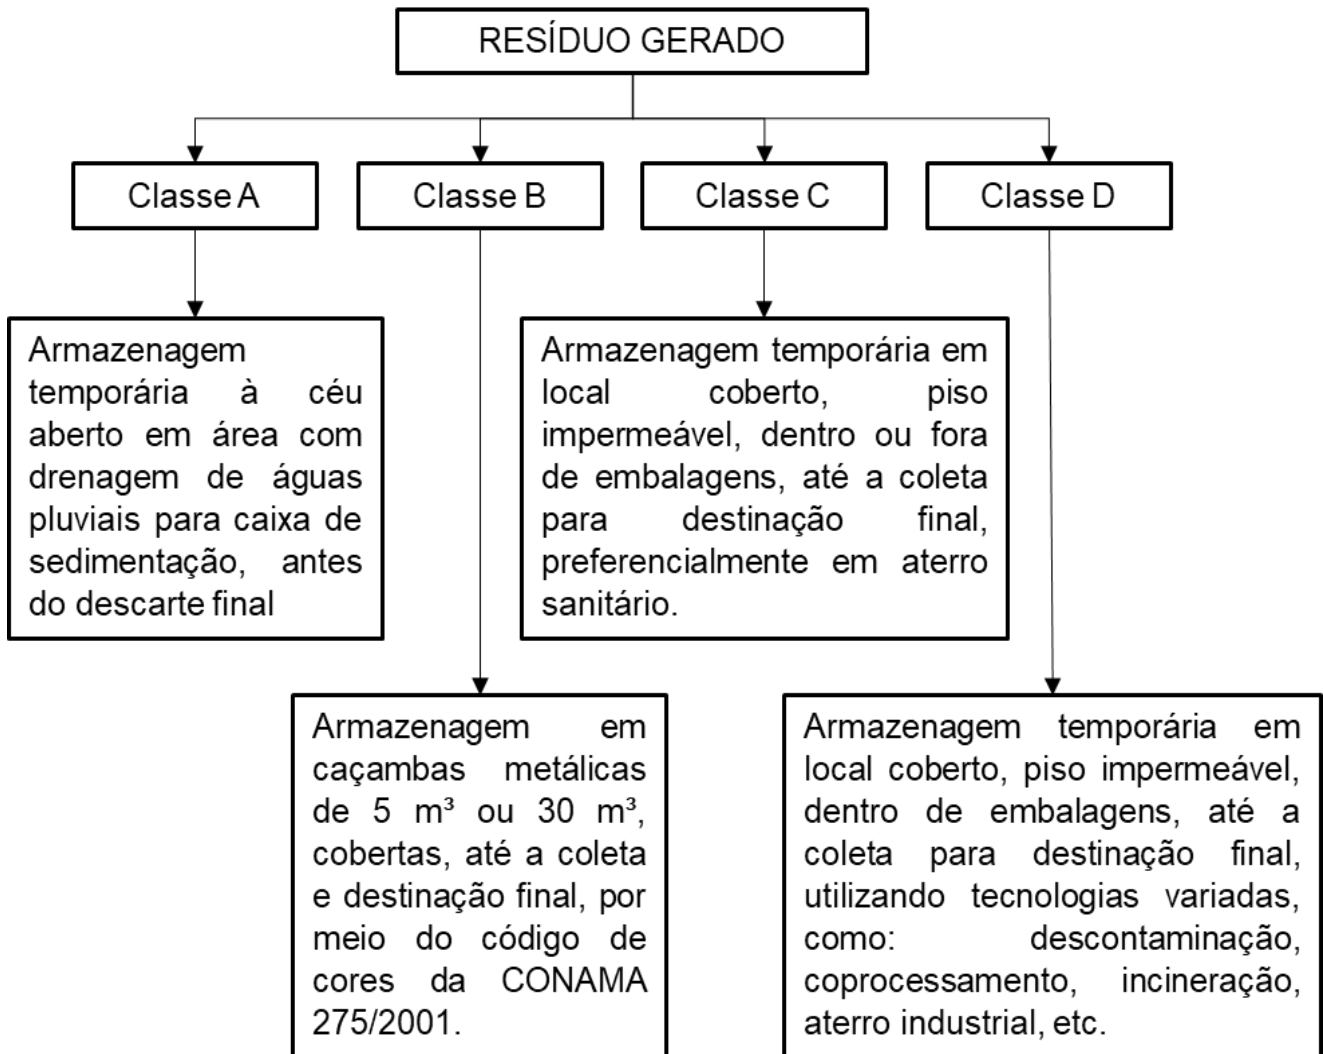 RESÍDUO GERADO
Classe A
Classe B
Classe C
Classe D
Armazenagem
temporária à céu
aberto em área com
drenagem de águas
pluviais para caixa de
sedimentação, antes
do descarte final
Armazenagem temporária em
local coberto, piso
impermeável, dentro ou fora
de embalagens, até a coleta
para destinação final,
preferencialmente em aterro
sanitário.
Armazenagem em
caçambas metálicas
de 5 m³ ou 30 m³,
cobertas, até a coleta
e destinação final, por
meio do código de
cores da CONAMA
275/2001.
Armazenagem temporária em
local coberto, piso impermeável,
dentro de embalagens, até a
coleta para destinação final,
utilizando tecnologias variadas,
como: descontaminação,
coprocessamento, incineração,
aterro industrial, etc.